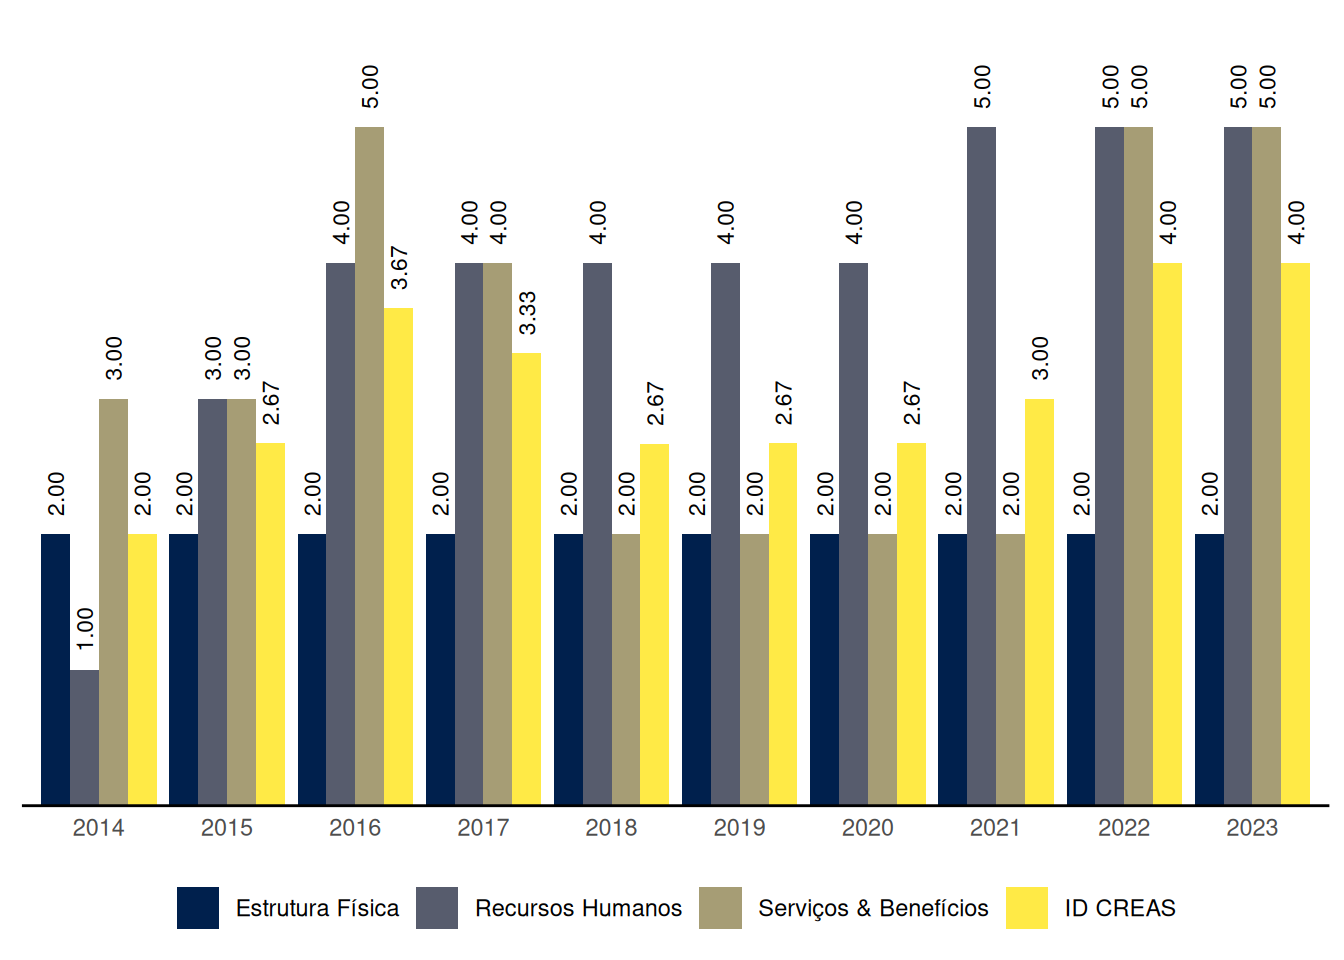 5.00 5.00 5.00 5.00 5.00 5.00
4.00 4.00 4.00 4.00 4.00 4.00 4.00 4.00
3.67
3.33
3.00 3.00 3.00 3.00
2.67 2.67 2.67 2.67
2.00 2.00 2.00 2.00 2.00 2.00 2.00 2.00 2.00 2.00 2.00 2.00 2.00 2.00 2.00
1.00
2014 2015 2016 2017 2018 2019 2020 2021 2022 2023
Estrutura Física Recursos Humanos Serviços & Benefícios ID CREAS